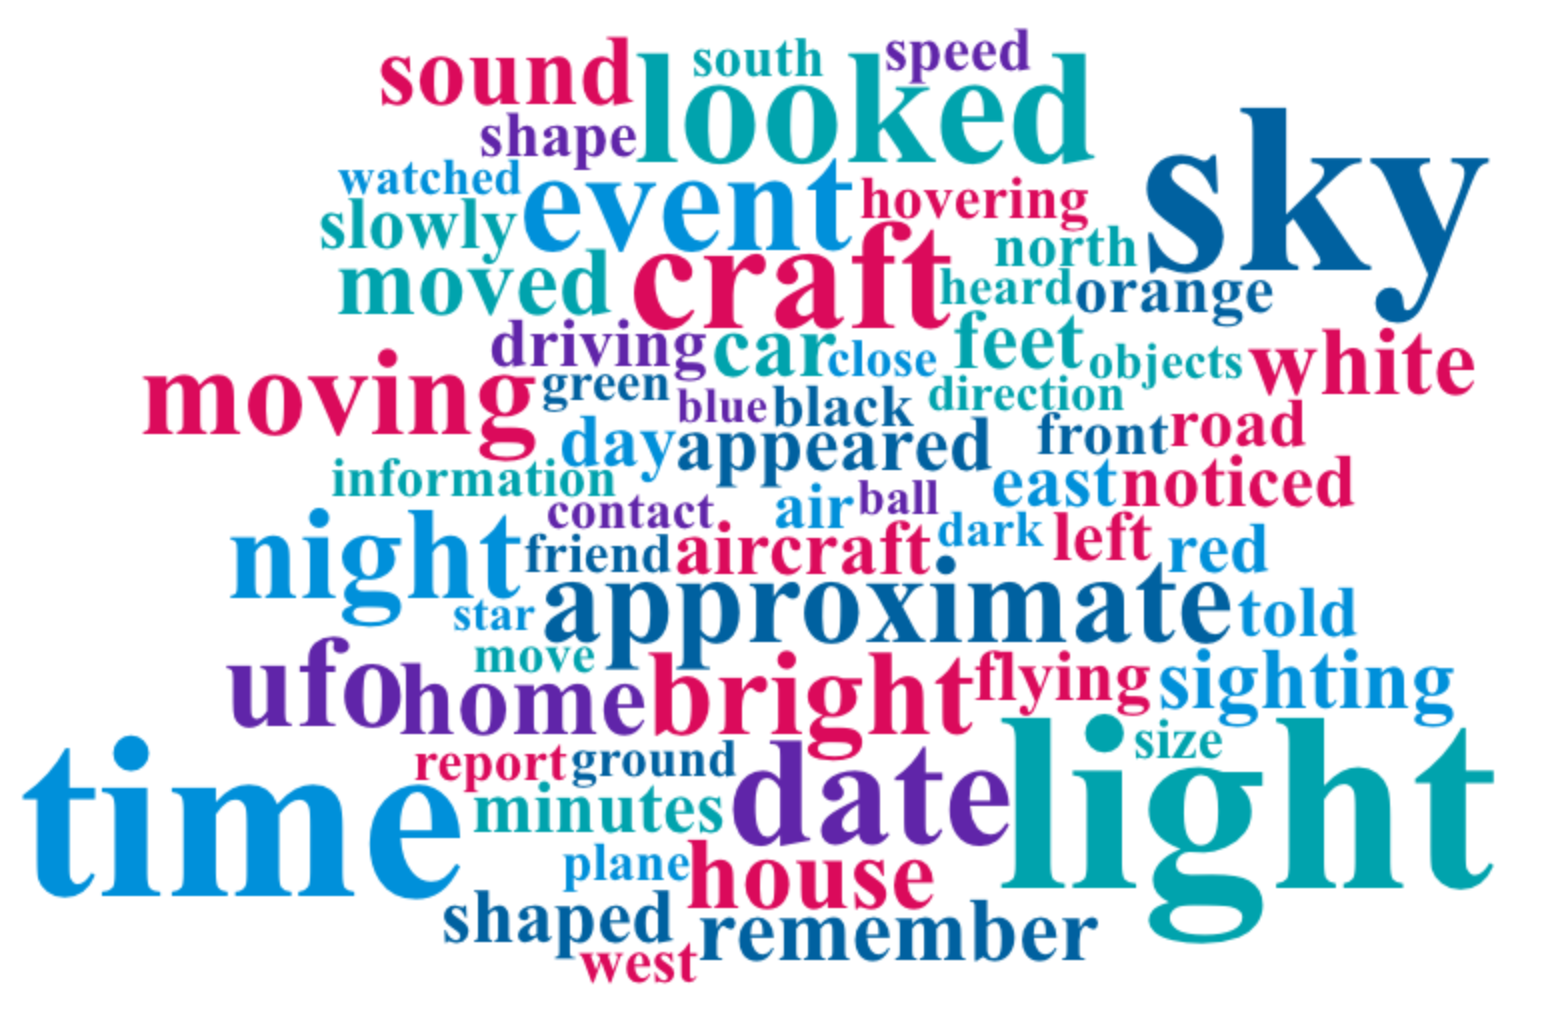 sound looked south speed
shape sky
watched event hovering
slowly north
moved craft heard orange
driving car close feet objects white
moving green blue black direction
day appeared front road
information east noticed
contact air ball
night friend aircraft dark left red
star approximate told
move
ufo home bright flying sighting
report ground date light size
time minutes
plane house
shaped remember
west